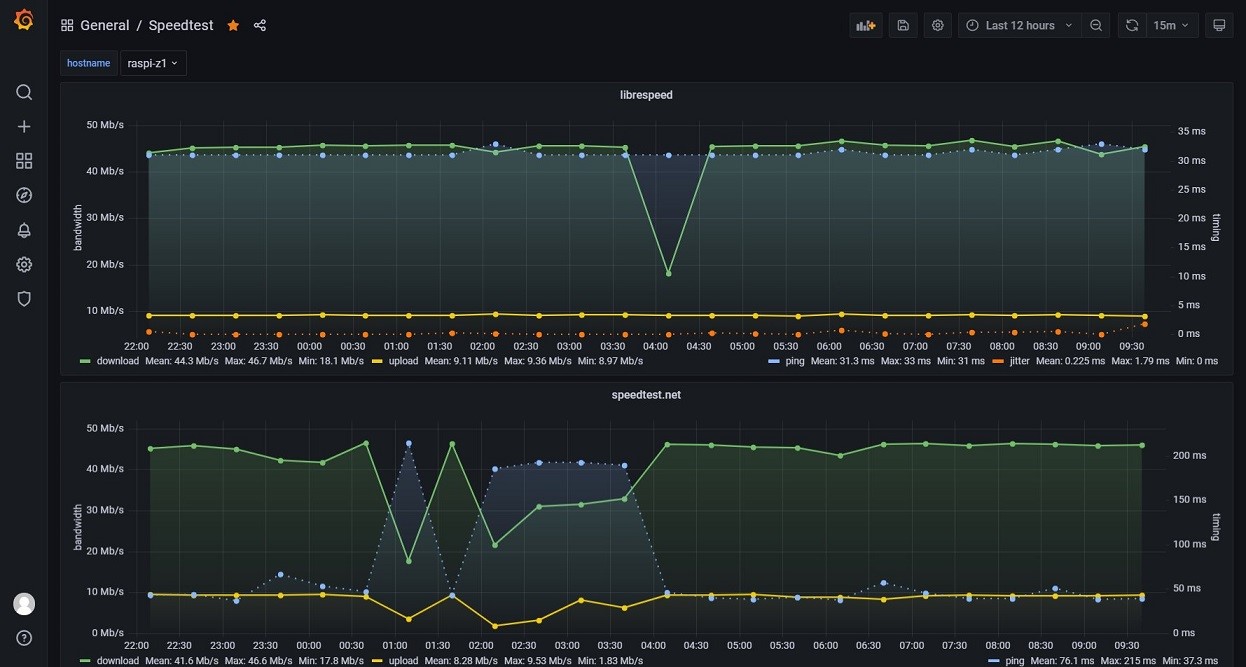 General / Speedtest
Last 12 hours
15m
hostname raspi-z1
librespeed
50 Mb/s
40 Mb/s
30 Mb/s
20 Mb/s
10 Mb/s
bandwidth
35 ms
30 ms
25 ms
20 ms
15 ms
10 ms
5 ms
0 ms
timing
22:00 22:30 23:00 23:30 00:00 00:30 01:00 01:30 02:00 02:30 03:00 03:30 04:00 04:30 05:00 05:30 06:00 06:30 07:00 07:30 08:00 08:30 09:00 09:30
download Mean: 44.3 Mb/s Max: 46.7 Mb/s Min: 18.1 Mb/s upload Mean: 9.11 Mb/s Max: 9.36 Mb/s Min: 8.97 Mb/s ping Mean: 31.3 ms Max: 33 ms Min: 31 ms jitter Mean: 0.225 ms Max: 1.79 ms Min: 0 ms
speedtest.net
50 Mb/s
40 Mb/s
30 Mb/s
20 Mb/s
10 Mb/s
0 Mb/s
bandwidth
200 ms
150 ms
100 ms
50 ms
0 ms
timing
22:00 22:30 23:00 23:30 00:00 00:30 01:00 01:30 02:00 02:30 03:00 03:30 04:00 04:30 05:00 05:30 06:00 06:30 07:00 07:30 08:00 08:30 09:00 09:30
download Mean: 41.6 Mb/s Max: 46.6 Mb/s Min: 17.8 Mb/s upload Mean: 8.28 Mb/s Max: 9.53 Mb/s Min: 1.83 Mb/s ping Mean: 76.1 ms Max: 215 ms Min: 37.3 ms